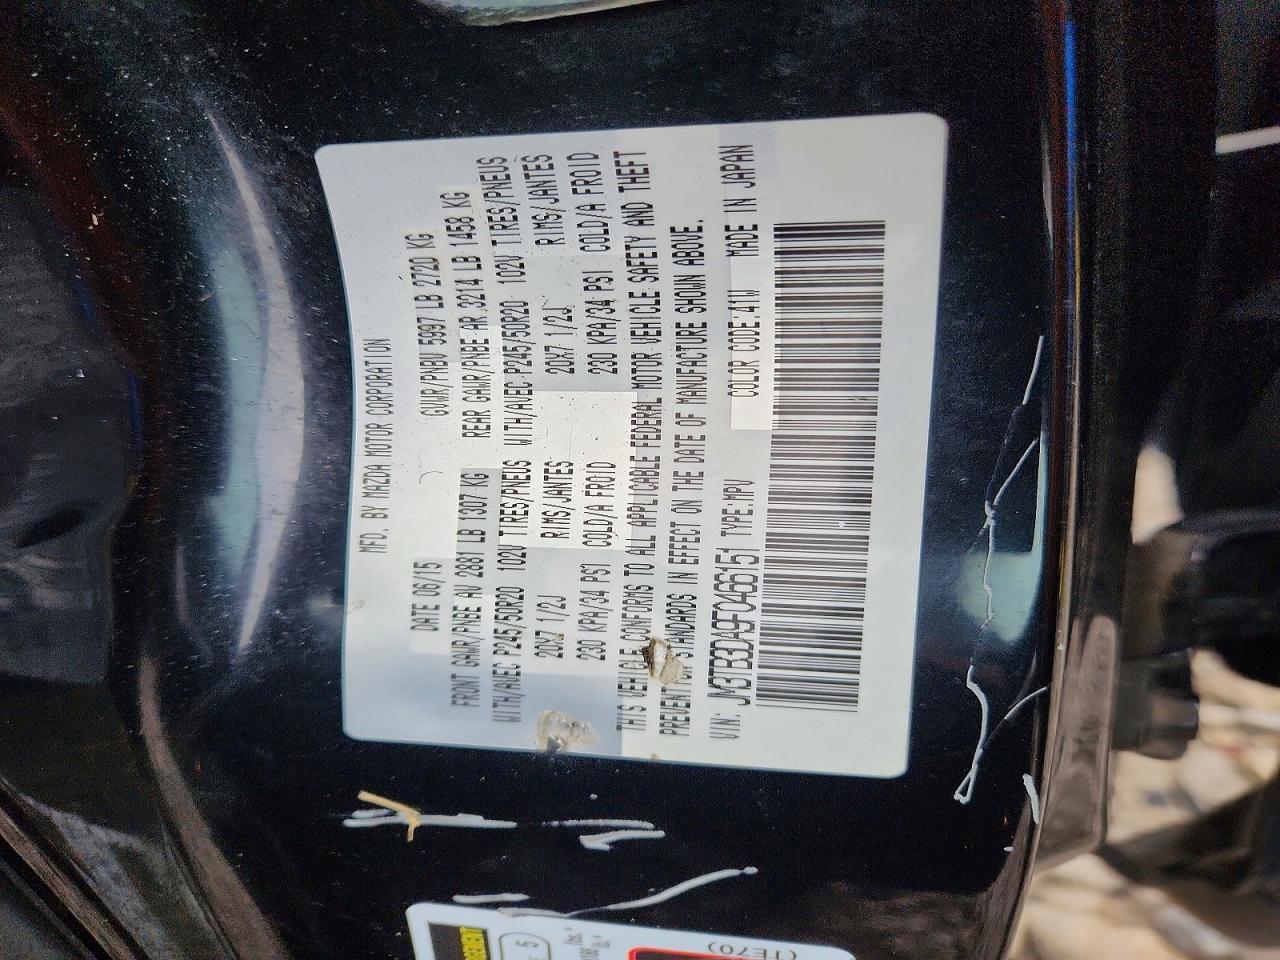 MFD. BY MAZDA MOTOR CORPORATION
DATE 06/15 GVWR/PNBV 5997 LB 2720 KG
FRONT GAWR/PNBE AV 2881 LB 1307 KG REAR GAWR/PNBE AR 3214 LB 1458 KG
WITH/AVEC P245/50R20 102V TIRES/PNEUS WITH/AVEC P245/50R20 102V TIRES/PNEUS
20X7 1/2J RIMS/JANTES 20X7 1/2J RIMS/JANTES
230 KPA/34 PSI COLD/A FROID 230 KPA/34 PSI COLD/A FROID
THIS VEHICLE CONFORMS TO ALL APPLICABLE FEDERAL MOTOR VEHICLE SAFETY AND THEFT
PREVENTION STANDARDS IN EFFECT ON THE DATE OF MANUFACTURE SHOWN ABOVE.
VIN: JM3TB3DA9F0466151 TYPE:MPV COLOR CODE:41W MADE IN JAPAN
5
(TE70)